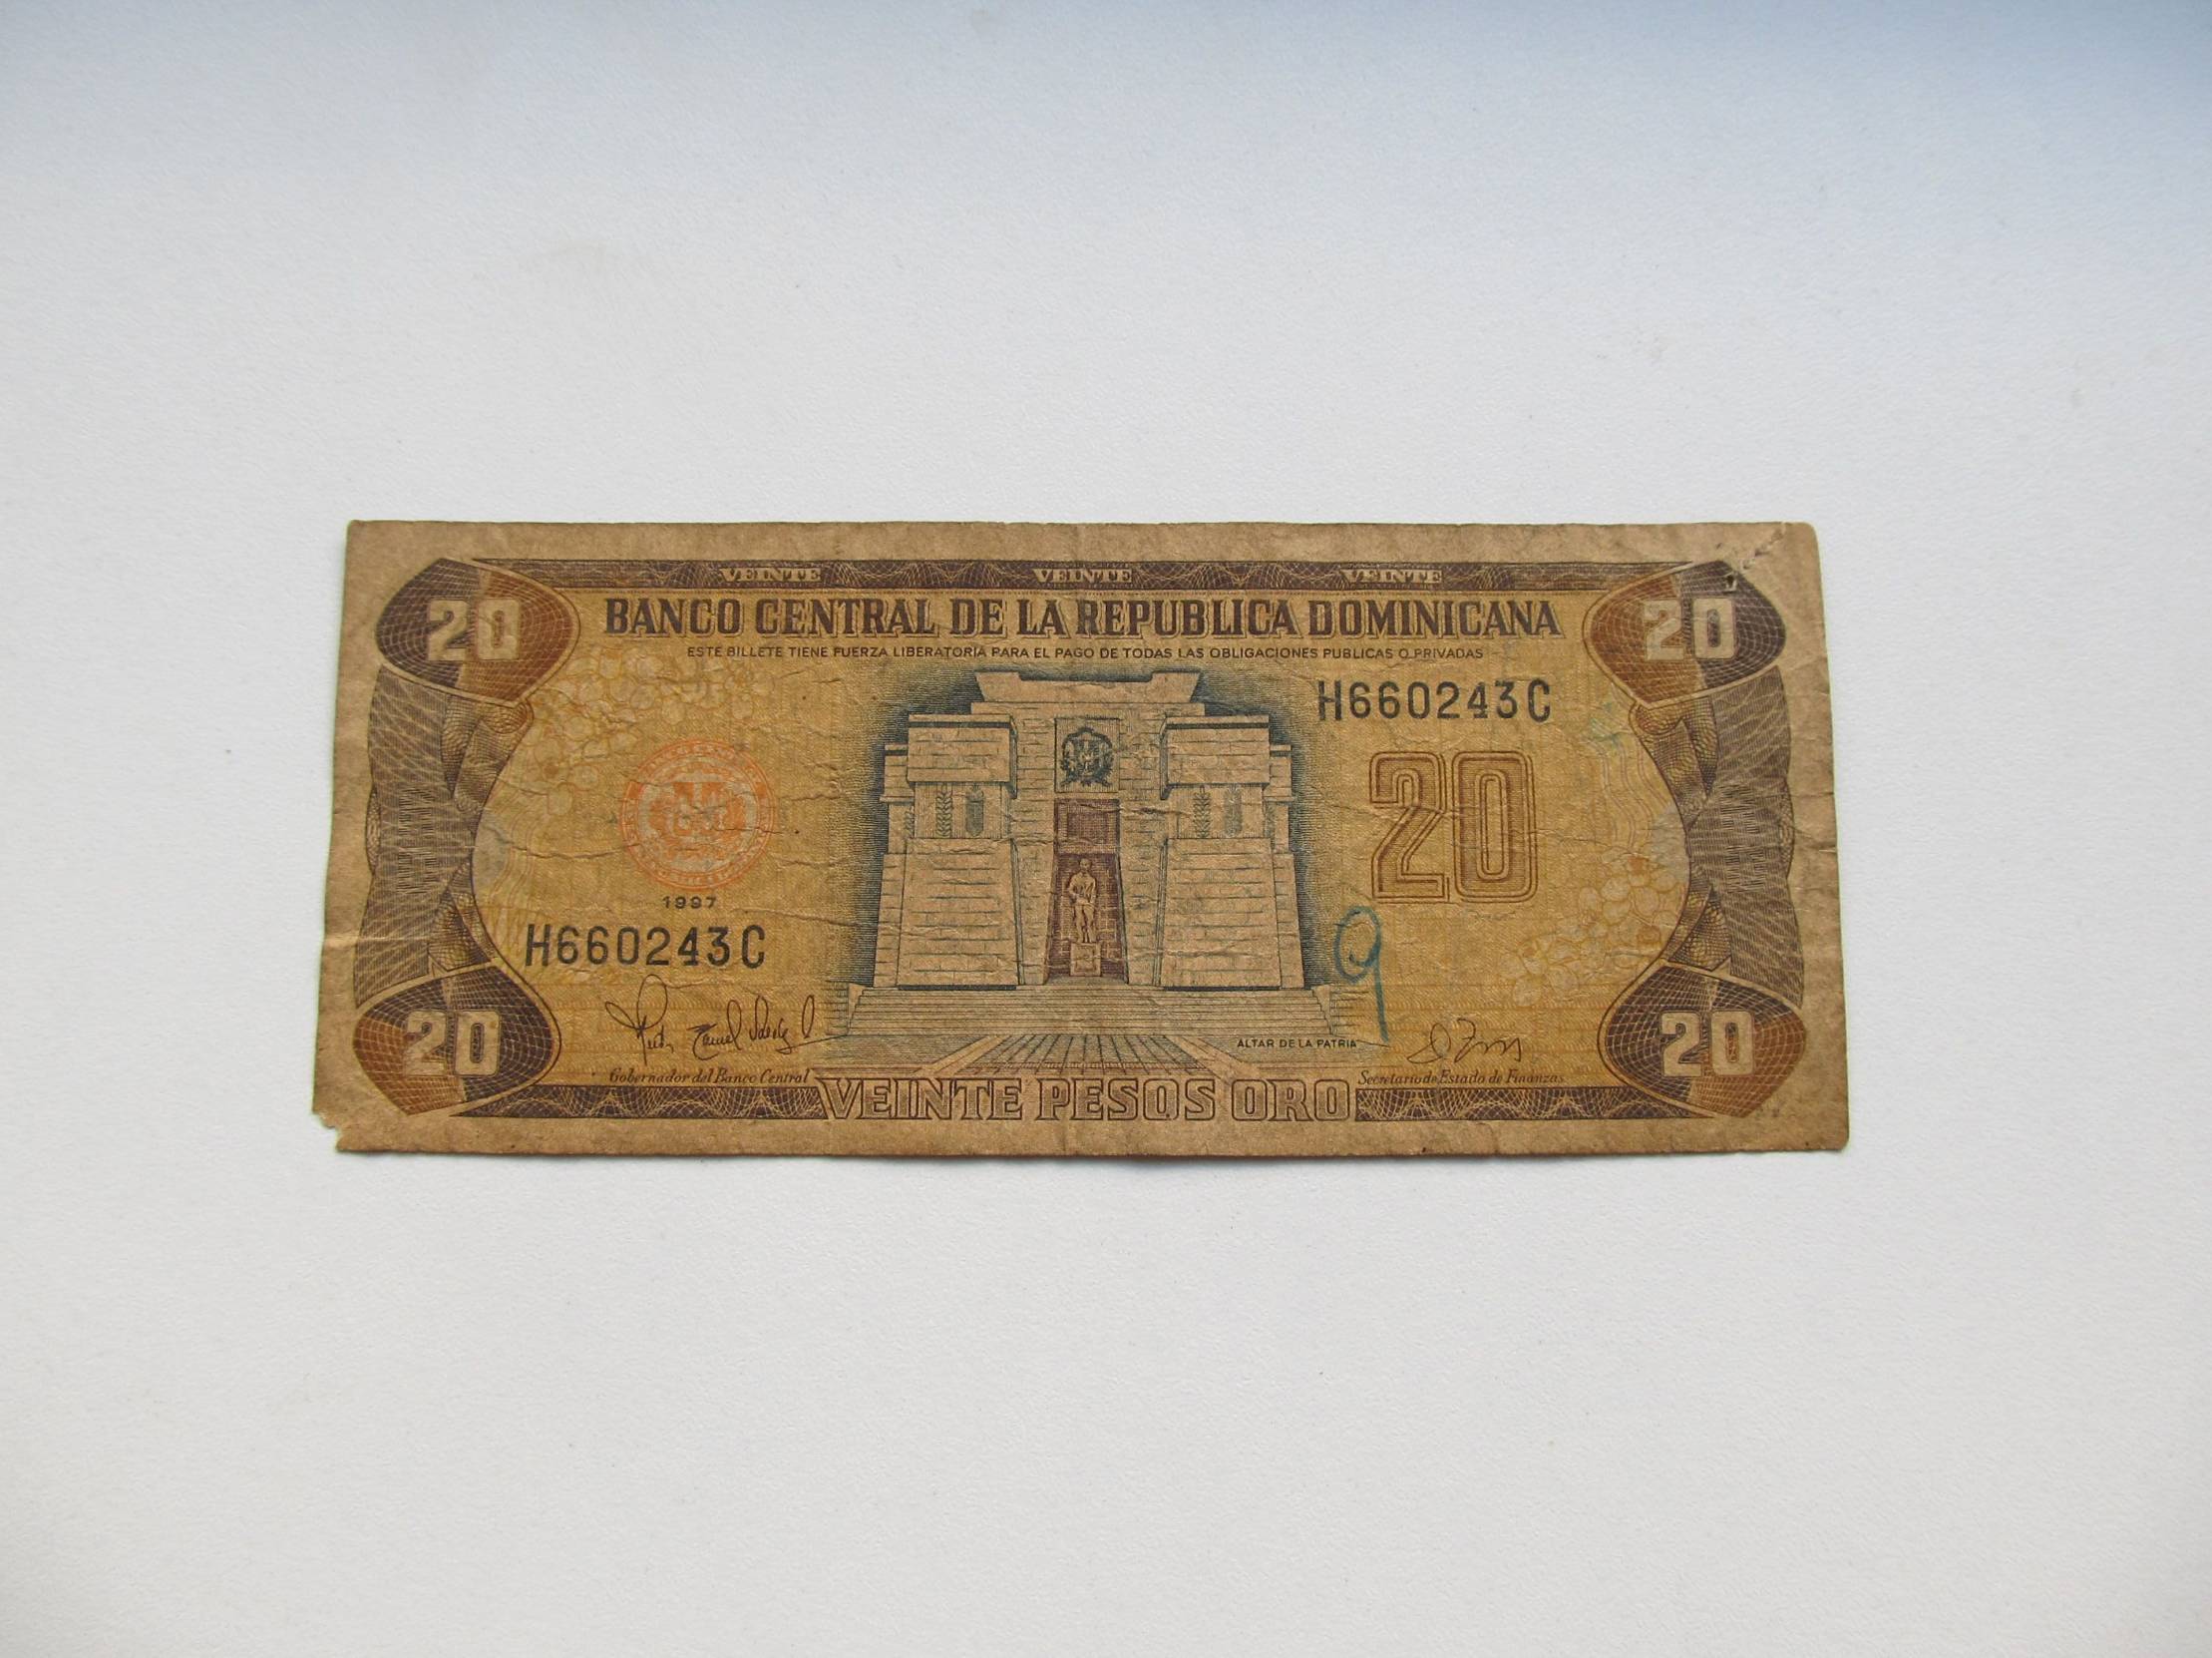 VEINTE VEINTE VEINTE
20 20
BANCO CENTRAL DE LA REPUBLICA DOMINICANA
ESTE BILLETE TIENE FUERZA LIBERATORIA PARA EL PAGO DE TODAS LAS OBLIGACIONES PUBLICAS O PRIVADAS
H660243C
20
1997
H660243C
9
ALTAR DE LA PATRIA
20 20
Gobernador del Banco Central
Secretario de Estado de Finanzas
VEINTE PESOS ORO